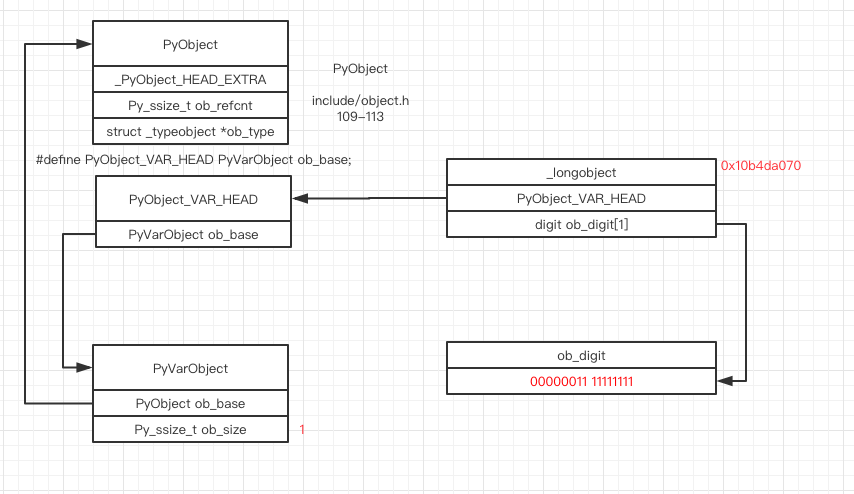 PyObject
_PyObject_HEAD_EXTRA
Py_ssize_t ob_refcnt
struct _typeobject *ob_type
PyObject
include/object.h
109-113
#define PyObject_VAR_HEAD PyVarObject ob_base;
PyObject_VAR_HEAD
PyVarObject ob_base
_longobject
0x10b4da070
PyObject_VAR_HEAD
digit ob_digit[1]
PyVarObject
PyObject ob_base
Py_ssize_t ob_size
1
ob_digit
00000011 11111111